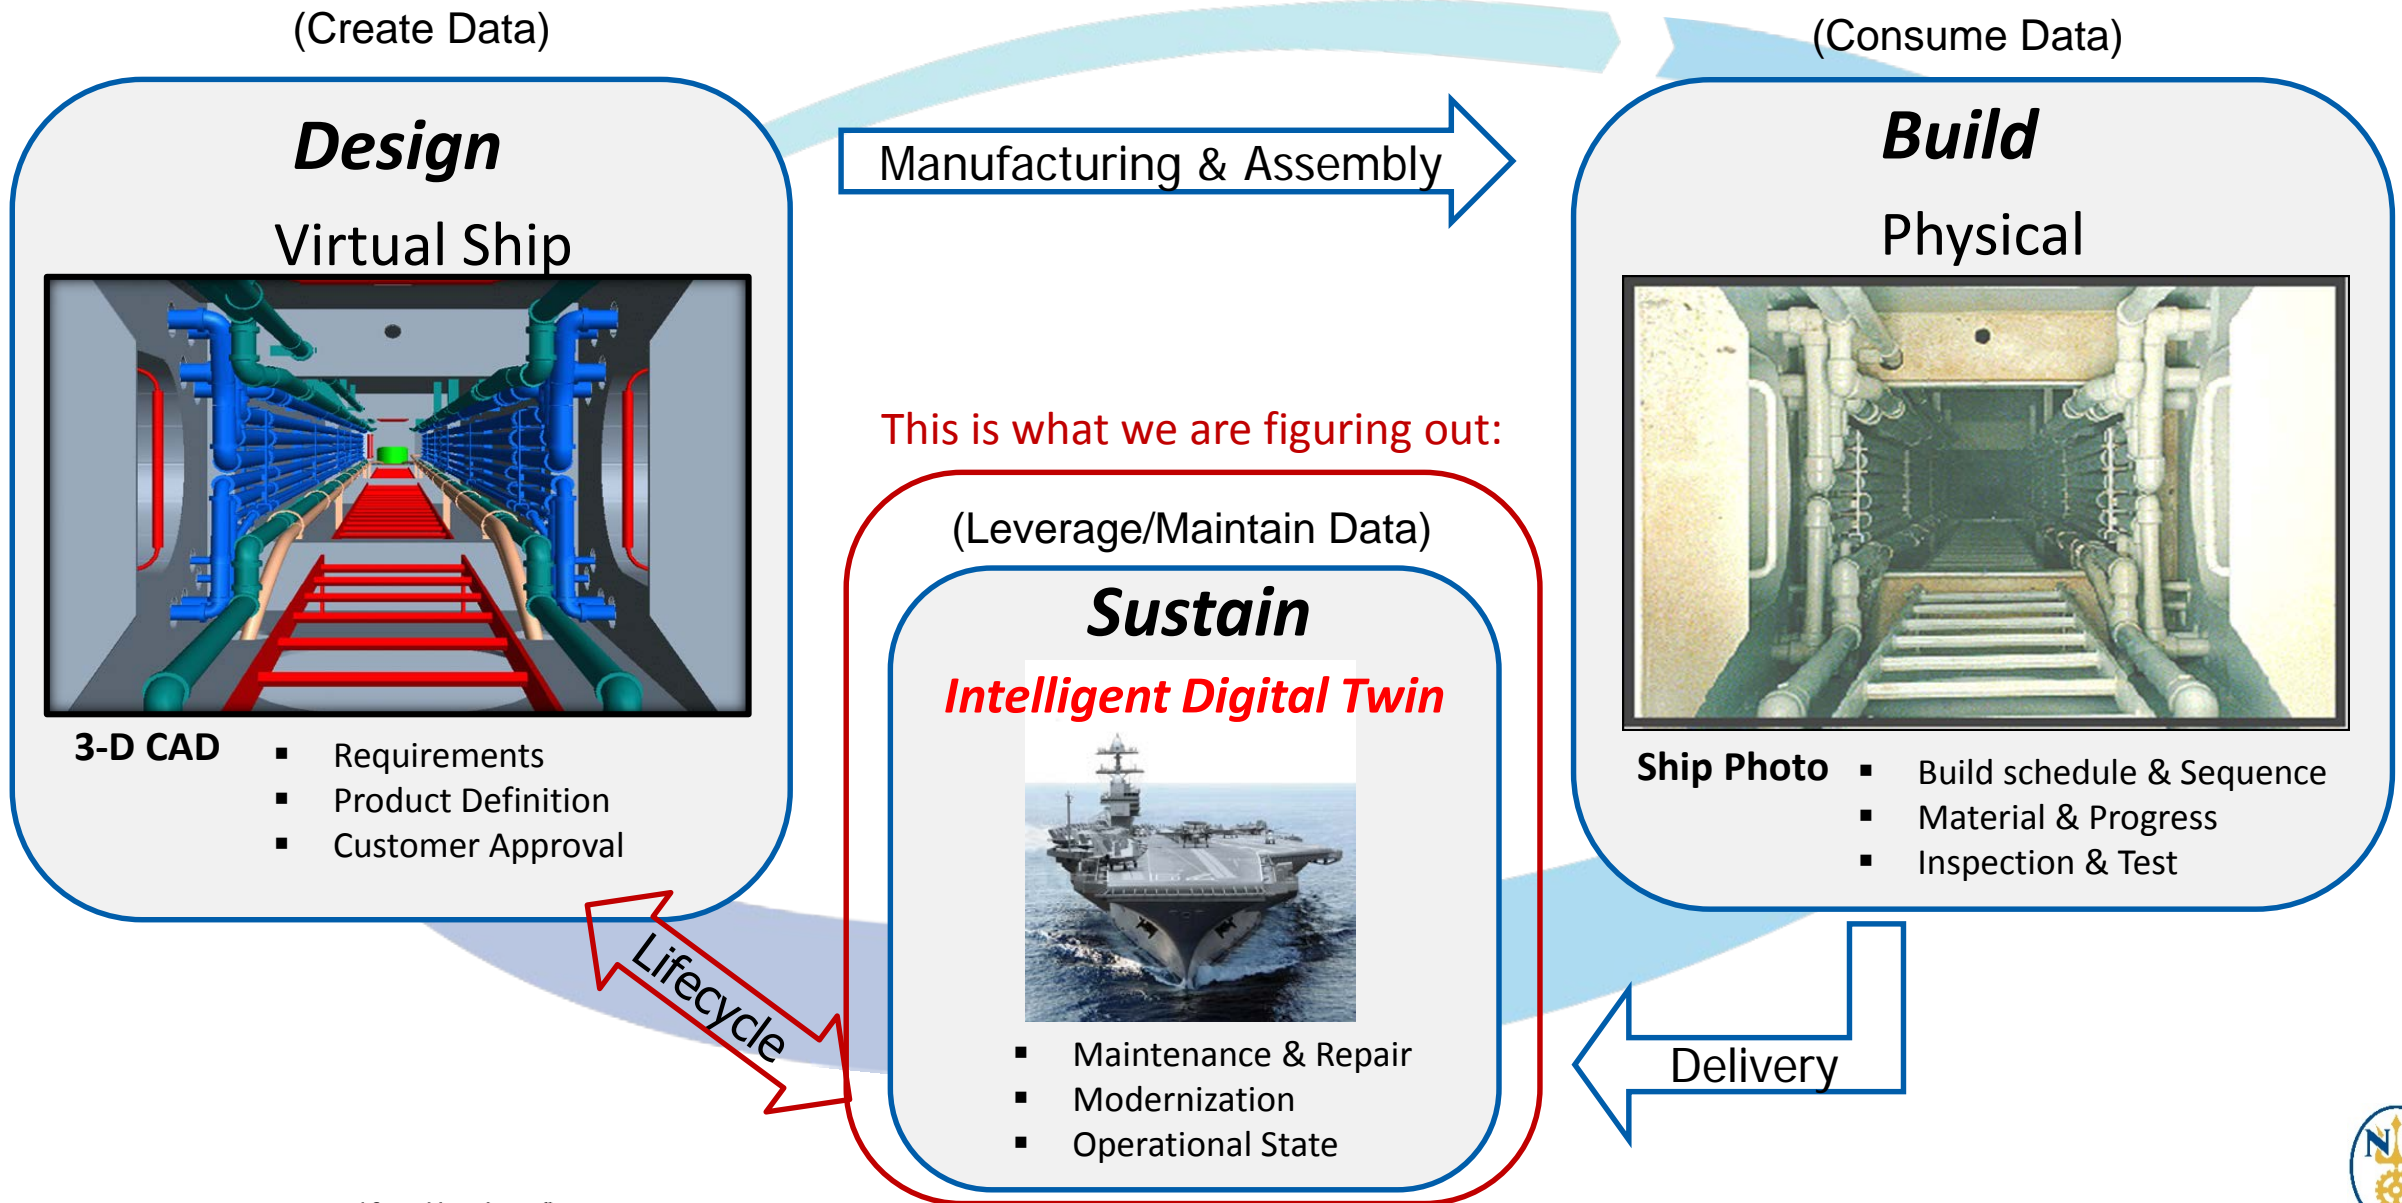 (Create Data)
Design
Virtual Ship
3-D CAD
▪ Requirements
▪ Product Definition
▪ Customer Approval
Manufacturing & Assembly
(Consume Data)
Build
Physical
Ship Photo
▪ Build schedule & Sequence
▪ Material & Progress
▪ Inspection & Test
Delivery
This is what we are figuring out:
(Leverage/Maintain Data)
Sustain
Intelligent Digital Twin
▪ Maintenance & Repair
▪ Modernization
▪ Operational State
Lifecycle
N